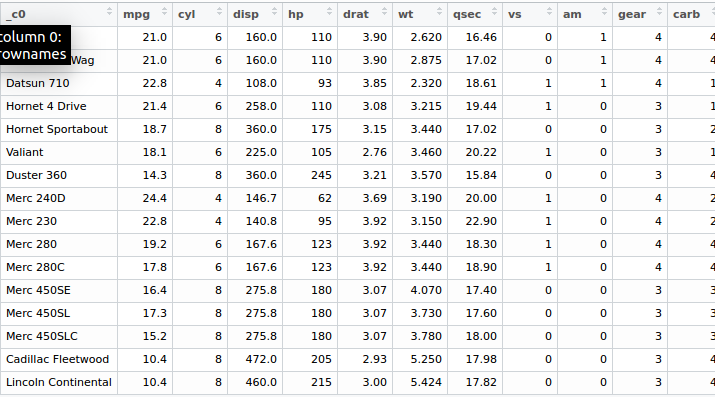 _c0 mpg cyl disp hp drat wt qsec vs am gear carb
column 0: 21.0 6 160.0 110 3.90 2.620 16.46 0 1 4 4
rownames Wag 21.0 6 160.0 110 3.90 2.875 17.02 0 1 4 4
Datsun 710 22.8 4 108.0 93 3.85 2.320 18.61 1 1 4 1
Hornet 4 Drive 21.4 6 258.0 110 3.08 3.215 19.44 1 0 3 1
Hornet Sportabout 18.7 8 360.0 175 3.15 3.440 17.02 0 0 3 2
Valiant 18.1 6 225.0 105 2.76 3.460 20.22 1 0 3 1
Duster 360 14.3 8 360.0 245 3.21 3.570 15.84 0 0 3 4
Merc 240D 24.4 4 146.7 62 3.69 3.190 20.00 1 0 4 2
Merc 230 22.8 4 140.8 95 3.92 3.150 22.90 1 0 4 2
Merc 280 19.2 6 167.6 123 3.92 3.440 18.30 1 0 4 4
Merc 280C 17.8 6 167.6 123 3.92 3.440 18.90 1 0 4 4
Merc 450SE 16.4 8 275.8 180 3.07 4.070 17.40 0 0 3 3
Merc 450SL 17.3 8 275.8 180 3.07 3.730 17.60 0 0 3 3
Merc 450SLC 15.2 8 275.8 180 3.07 3.780 18.00 0 0 3 3
Cadillac Fleetwood 10.4 8 472.0 205 2.93 5.250 17.98 0 0 3 4
Lincoln Continental 10.4 8 460.0 215 3.00 5.424 17.82 0 0 3 4